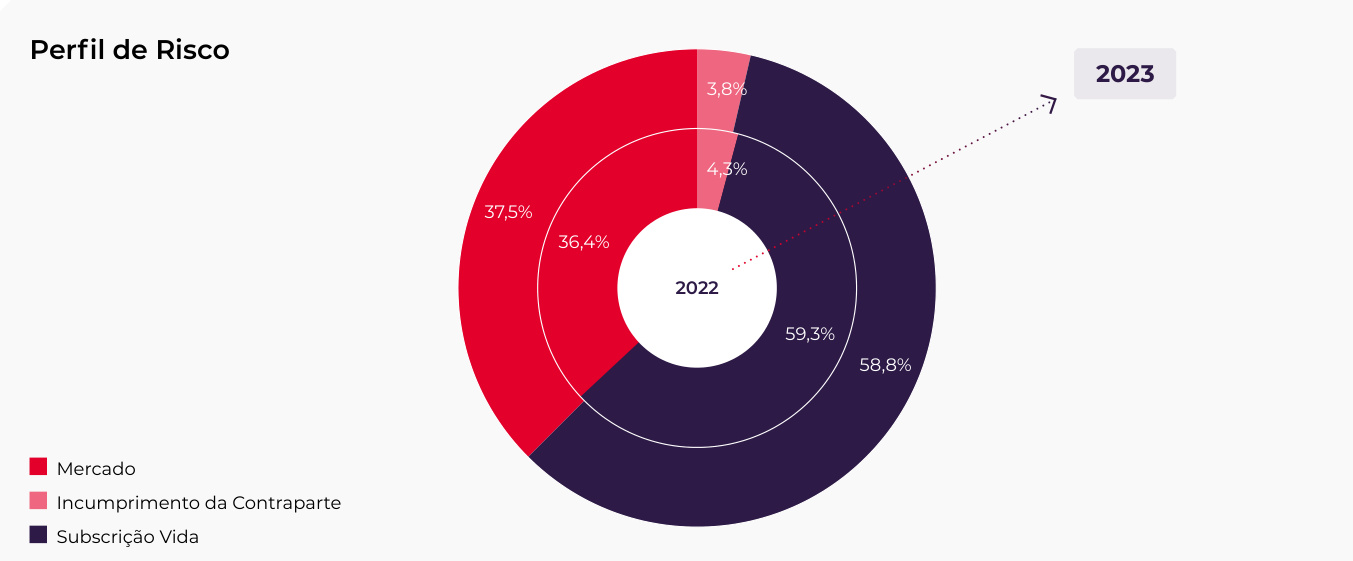 Perfil de Risco
2023
3,8%
4,3%
37,5%
36,4%
2022
59,3%
58,8%
Mercado
Incumprimento da Contraparte
Subscrição Vida